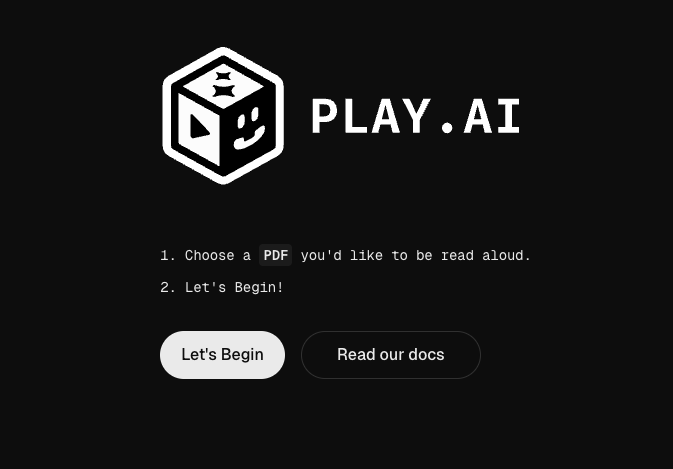 PLAY.AI
1. Choose a PDF you'd like to be read aloud.
2. Let's Begin!
Let's Begin
Read our docs